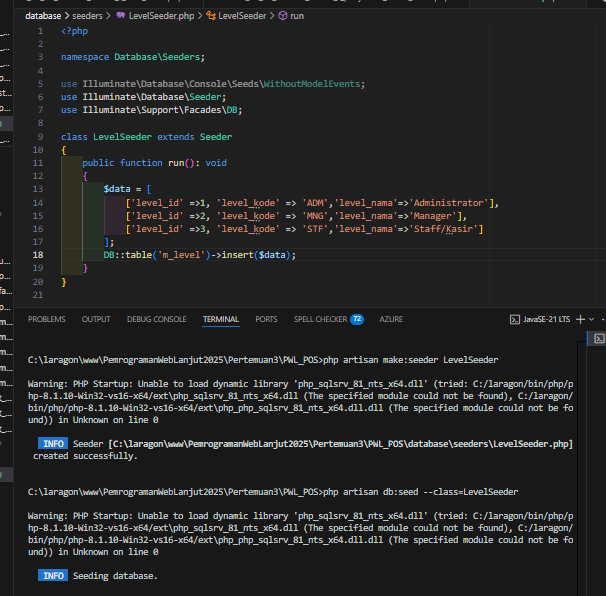 database > seeders > LevelSeeder.php > LevelSeeder > run
1 <?php
2
3 namespace Database\Seeders;
4
5 use Illuminate\Database\Console\Seeds\WithoutModelEvents;
6 use Illuminate\Database\Seeder;
7 use Illuminate\Support\Facades\DB;
8
9 class LevelSeeder extends Seeder
10 {
11 public function run(): void
12 {
13 $data = [
14 ['level_id' =>1, 'level_kode' => 'ADM','level_nama'=>'Administrator'],
15 ['level_id' =>2, 'level_kode' => 'MNG','level_nama'=>'Manager'],
16 ['level_id' =>3, 'level_kode' => 'STF','level_nama'=>'Staff/Kasir']
17 ];
18 DB::table('m_level')->insert($data);
19 }
20 }
21
PROBLEMS OUTPUT DEBUG CONSOLE TERMINAL PORTS SPELL CHECKER 72 AZURE JavaSE-21 LTS
C:\laragon\www\PemrogramanWebLanjut2025\Pertemuan3\PWL_POS>php artisan make:seeder LevelSeeder
Warning: PHP Startup: Unable to load dynamic library 'php_sqlsrv_81_nts_x64.dll' (tried: C:/laragon/bin/php/p
hp-8.1.10-Win32-vs16-x64/ext\php_sqlsrv_81_nts_x64.dll (The specified module could not be found), C:/laragon/
bin/php/php-8.1.10-Win32-vs16-x64/ext\php_php_sqlsrv_81_nts_x64.dll.dll (The specified module could not be fo
und)) in Unknown on line 0
INFO Seeder [C:\laragon\www\PemrogramanWebLanjut2025\Pertemuan3\PWL_POS\database\seeders\LevelSeeder.php]
created successfully.
C:\laragon\www\PemrogramanWebLanjut2025\Pertemuan3\PWL_POS>php artisan db:seed --class=LevelSeeder
Warning: PHP Startup: Unable to load dynamic library 'php_sqlsrv_81_nts_x64.dll' (tried: C:/laragon/bin/php/p
hp-8.1.10-Win32-vs16-x64/ext\php_sqlsrv_81_nts_x64.dll (The specified module could not be found), C:/laragon/
bin/php/php-8.1.10-Win32-vs16-x64/ext\php_php_sqlsrv_81_nts_x64.dll.dll (The specified module could not be fo
und)) in Unknown on line 0
INFO Seeding database.